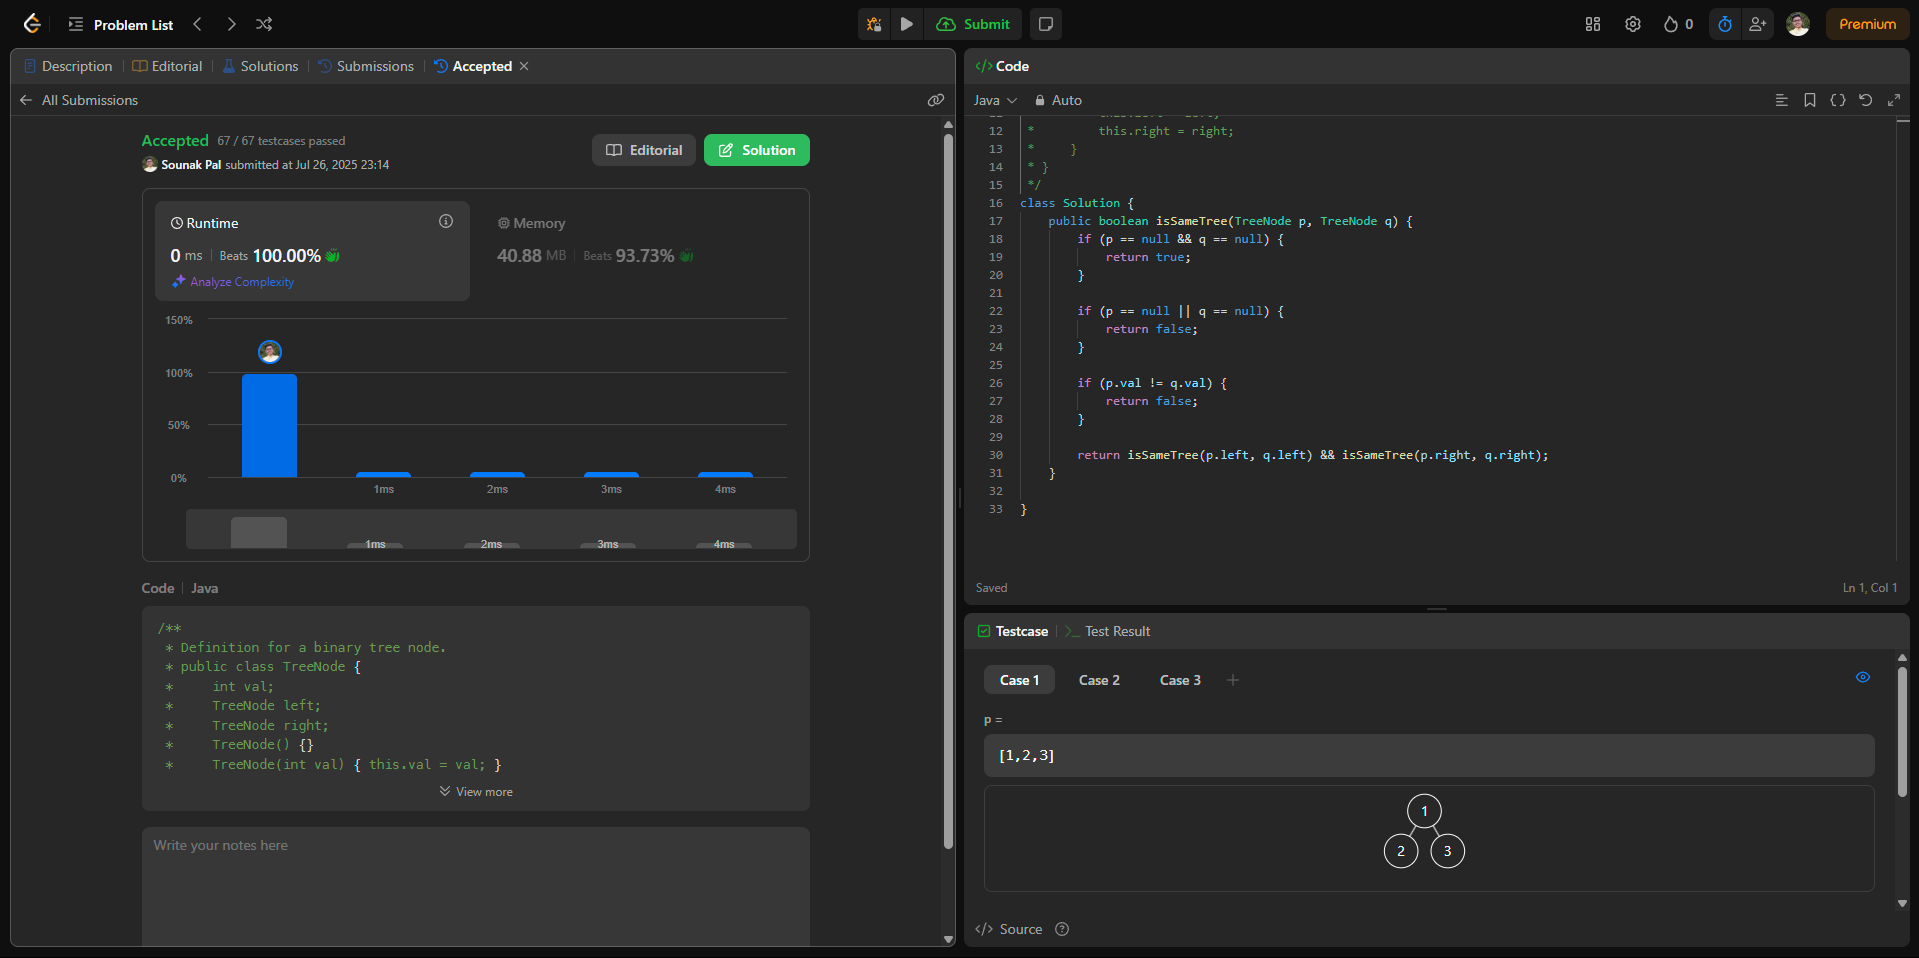 Problem List
Submit
0
Premium
Description
Editorial
Solutions
Submissions
Accepted
All Submissions
Accepted 67 / 67 testcases passed
Sounak Pal submitted at Jul 26, 2025 23:14
Editorial
Solution
Runtime
0 ms | Beats 100.00%
Analyze Complexity
Memory
40.88 MB | Beats 93.73%
150%
100%
50%
0%
1ms 2ms 3ms 4ms
1ms 2ms 3ms 4ms
Code | Java
/**
 * Definition for a binary tree node.
 * public class TreeNode {
 *     int val;
 *     TreeNode left;
 *     TreeNode right;
 *     TreeNode() {}
 *     TreeNode(int val) { this.val = val; }
View more
Write your notes here
</> Code
Java
Auto
12 *         this.right = right;
13 *     }
14 * }
15 */
16 class Solution {
17     public boolean isSameTree(TreeNode p, TreeNode q) {
18         if (p == null && q == null) {
19             return true;
20         }
21
22         if (p == null || q == null) {
23             return false;
24         }
25
26         if (p.val != q.val) {
27             return false;
28         }
29
30         return isSameTree(p.left, q.left) && isSameTree(p.right, q.right);
31     }
32
33 }
Saved
Ln 1, Col 1
Testcase
Test Result
Case 1
Case 2
Case 3
p =
[1,2,3]
1
2 3
</> Source